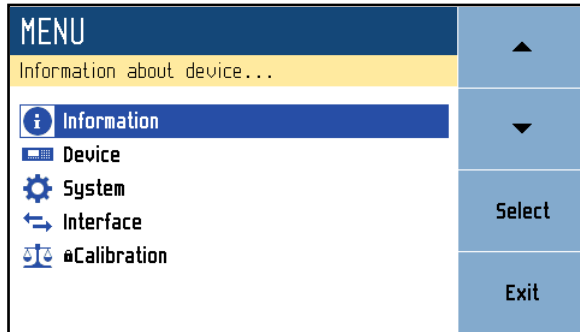 MENU
Information about device...
Information
Device
System
Interface
Calibration
Select
Exit